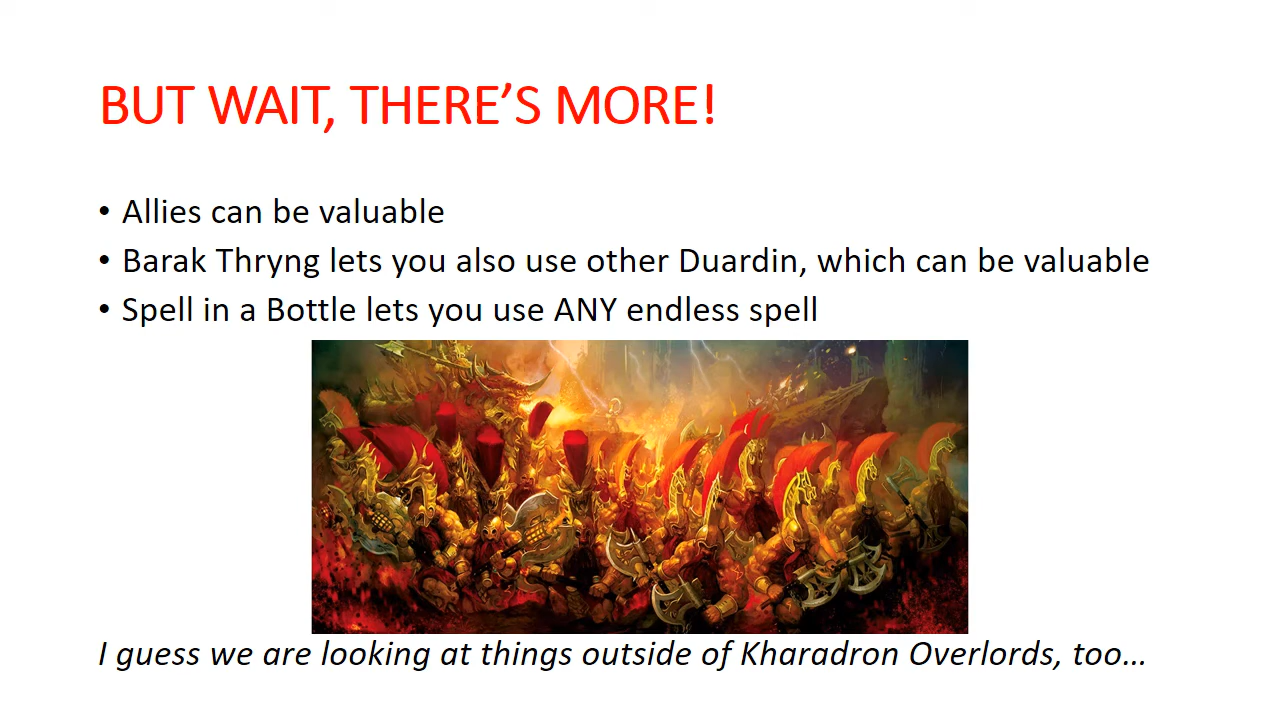 BUT WAIT, THERE’S MORE!
• Allies can be valuable
• Barak Thryng lets you also use other Duardin, which can be valuable
• Spell in a Bottle lets you use ANY endless spell
I guess we are looking at things outside of Kharadron Overlords, too…